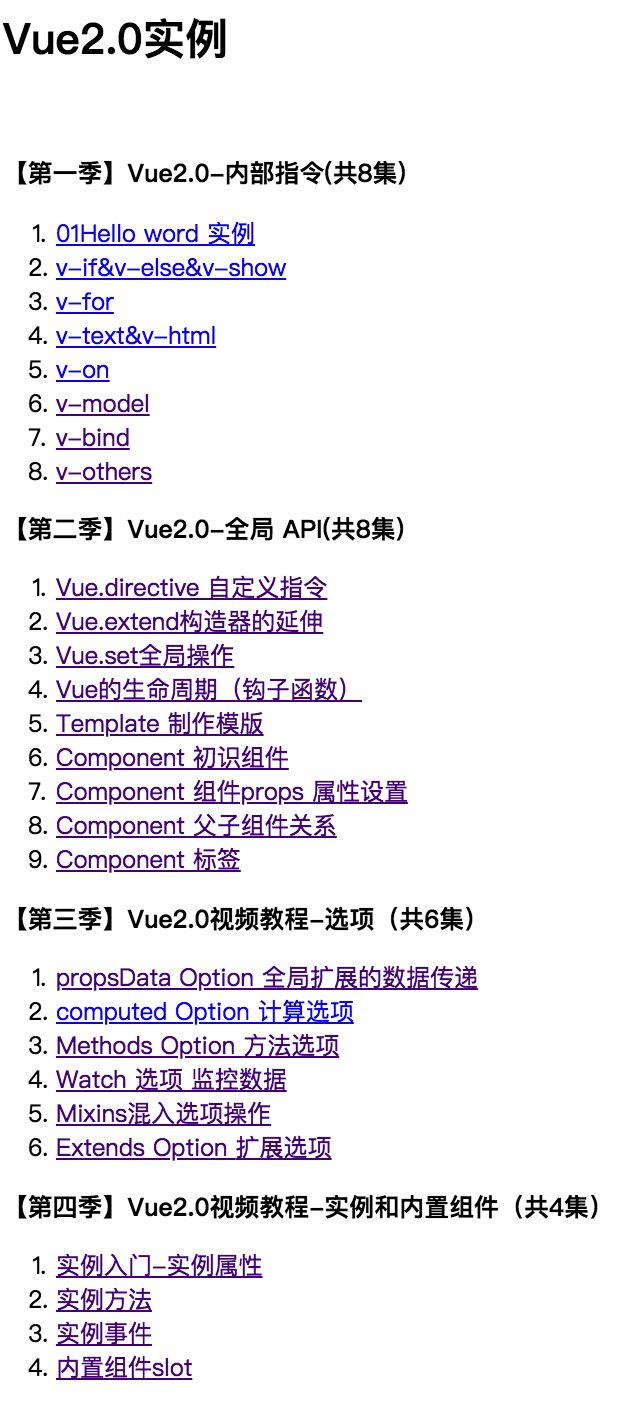 Vue2.0实例
【第一季】Vue2.0-内部指令(共8集)
1. 01Hello word 实例
2. v-if&v-else&v-show
3. v-for
4. v-text&v-html
5. v-on
6. v-model
7. v-bind
8. v-others
【第二季】Vue2.0-全局 API(共8集)
1. Vue.directive 自定义指令
2. Vue.extend构造器的延伸
3. Vue.set全局操作
4. Vue的生命周期（钩子函数）
5. Template 制作模版
6. Component 初识组件
7. Component 组件props 属性设置
8. Component 父子组件关系
9. Component 标签
【第三季】Vue2.0视频教程-选项（共6集）
1. propsData Option 全局扩展的数据传递
2. computed Option 计算选项
3. Methods Option 方法选项
4. Watch 选项 监控数据
5. Mixins混入选项操作
6. Extends Option 扩展选项
【第四季】Vue2.0视频教程-实例和内置组件（共4集）
1. 实例入门-实例属性
2. 实例方法
3. 实例事件
4. 内置组件slot